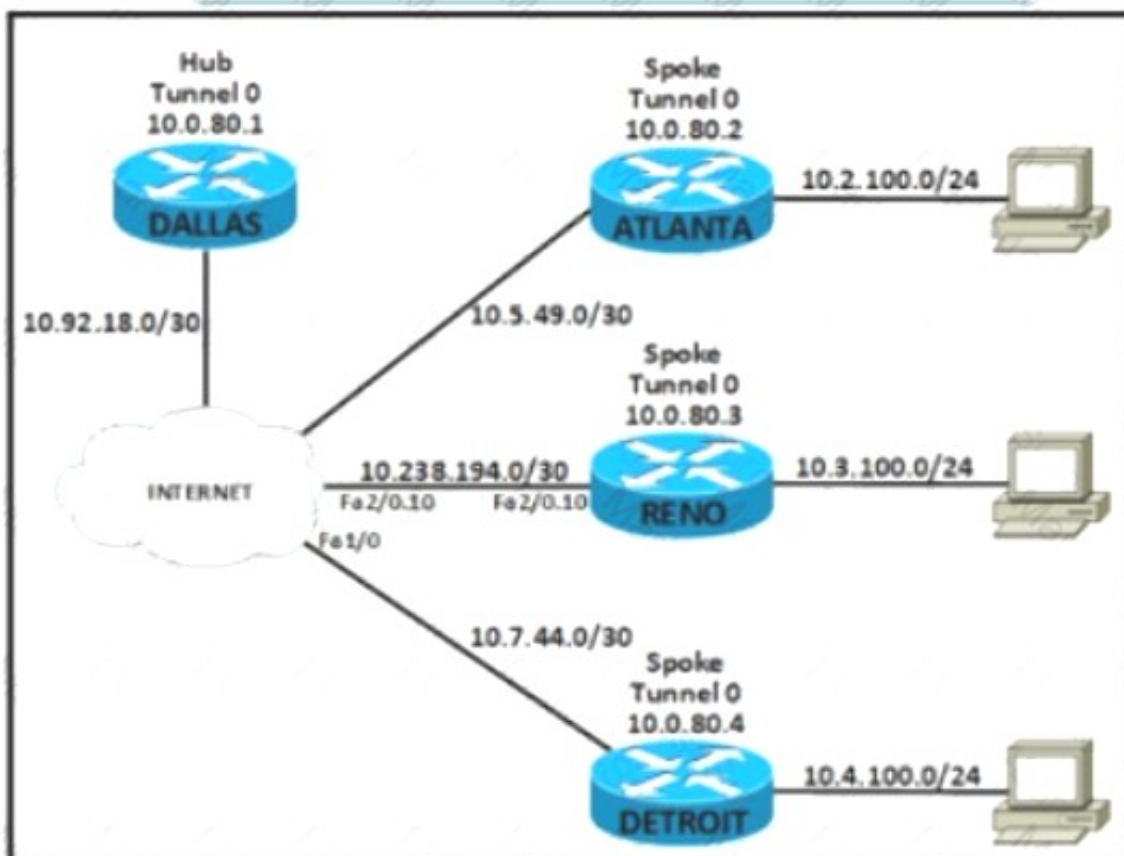 Hub
Tunnel 0
10.0.80.1
DALLAS
10.92.18.0/30
INTERNET
Spoke
Tunnel 0
10.0.80.2
ATLANTA
10.2.100.0/24
10.5.49.0/30
Spoke
Tunnel 0
10.0.80.3
RENO
10.3.100.0/24
10.238.194.0/30
Fa2/0.10
Fa2/0.10
Fa1/0
10.7.44.0/30
Spoke
Tunnel 0
10.0.80.4
DETROIT
10.4.100.0/24